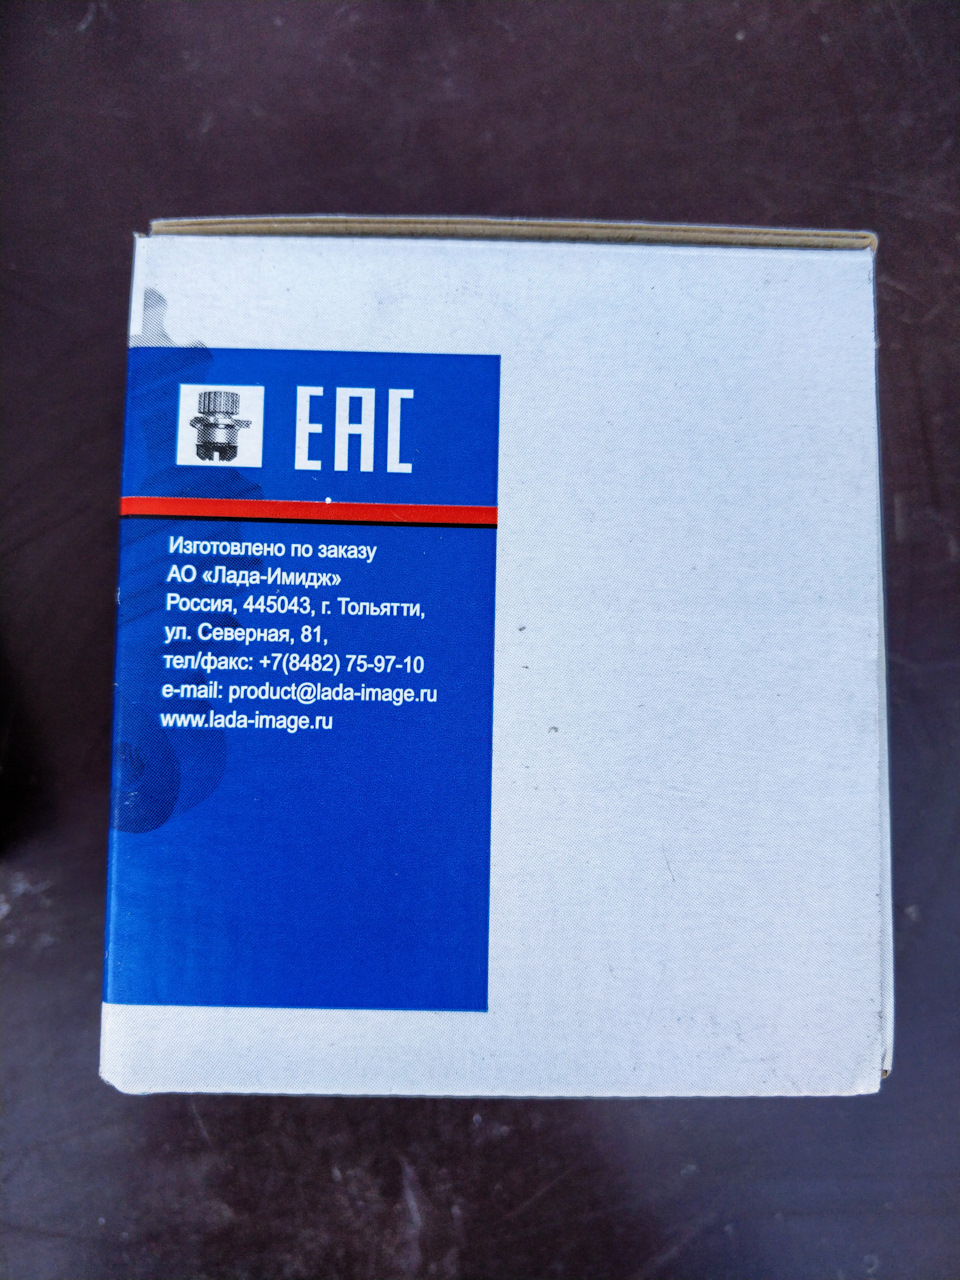 EAC
Изготовлено по заказу
АО «Лада-Имидж»
Россия, 445043, г. Тольятти,
ул. Северная, 81,
тел/факс: +7(8482) 75-97-10
e-mail: product@lada-image.ru
www.lada-image.ru